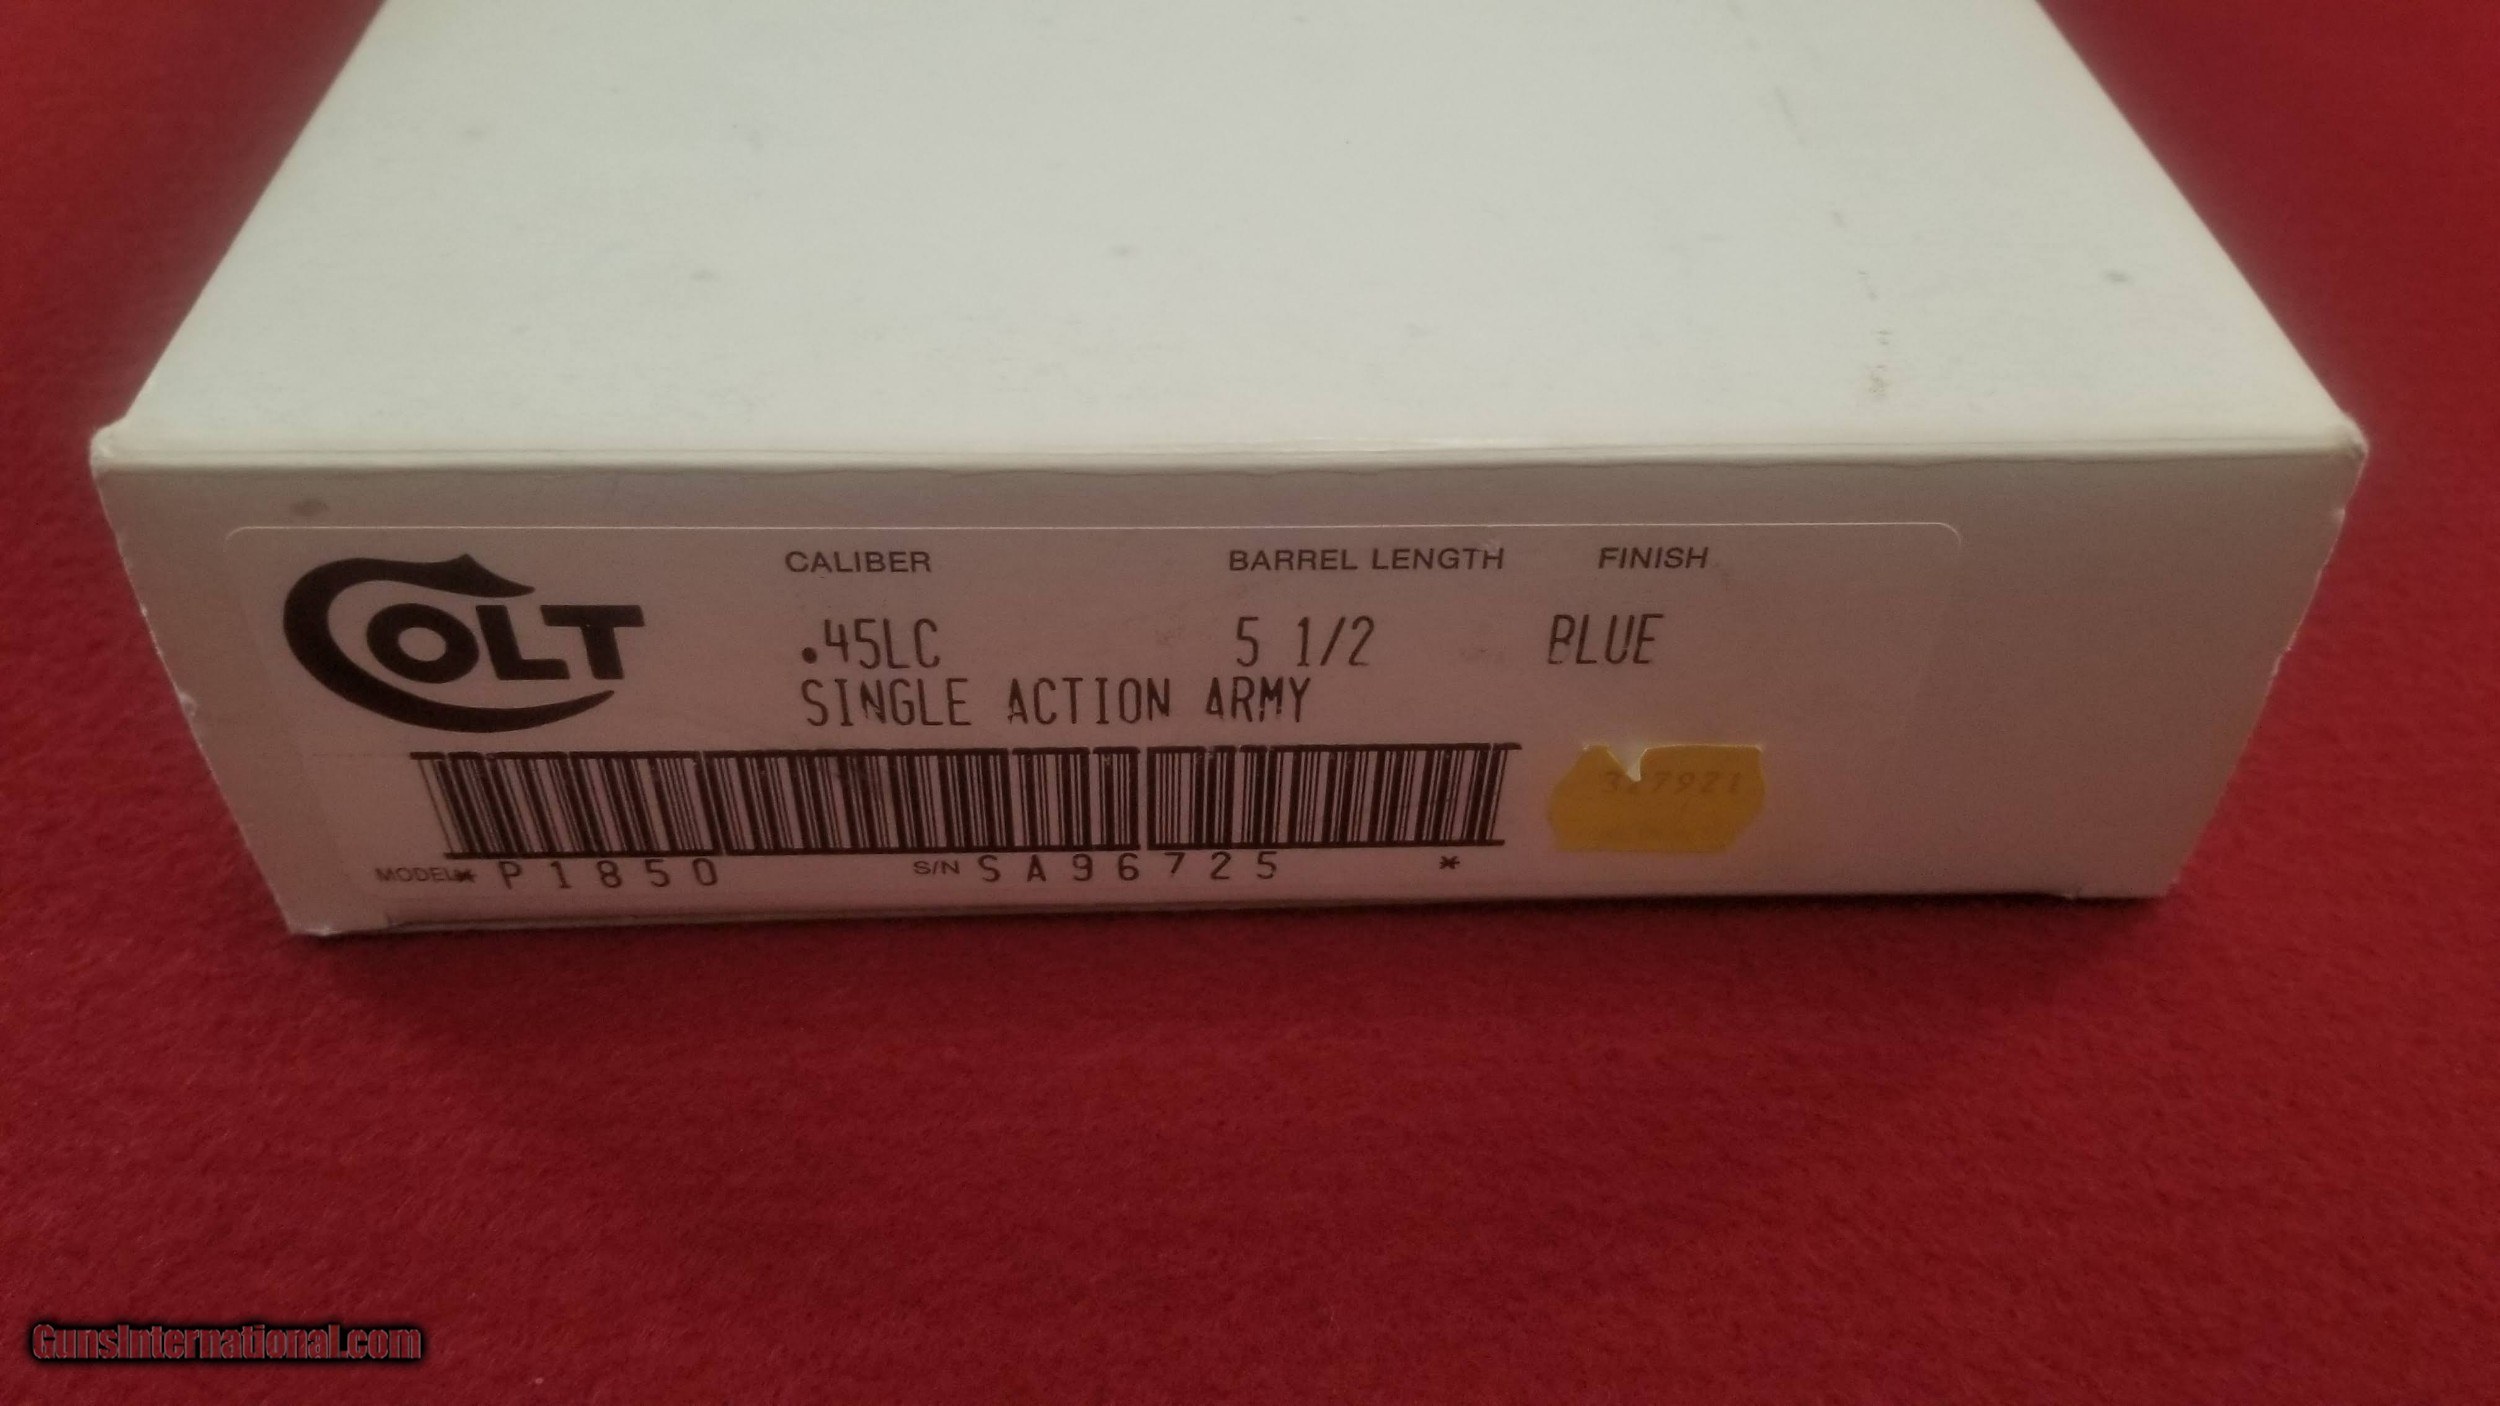 COLT
CALIBER BARREL LENGTH FINISH
.45LC 5 1/2 BLUE
SINGLE ACTION ARMY
MODEL * P1850 S/N SA96725 *
GunsInternational.com